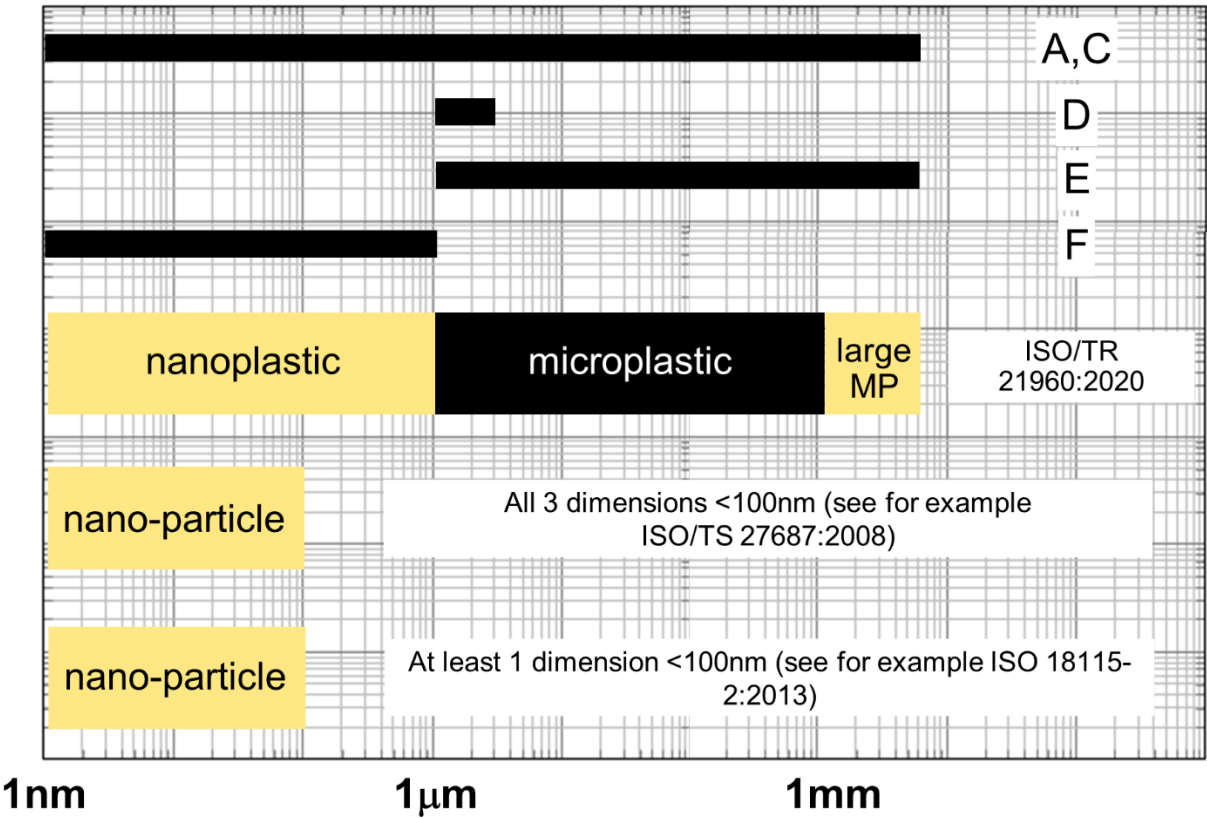 A,C
D
E
F
nanoplastic
microplastic
large
MP
ISO/TR
21960:2020
nano-particle
All 3 dimensions <100nm (see for example
ISO/TS 27687:2008)
nano-particle
At least 1 dimension <100nm (see for example ISO 18115-
2:2013)
1nm
1μm
1mm